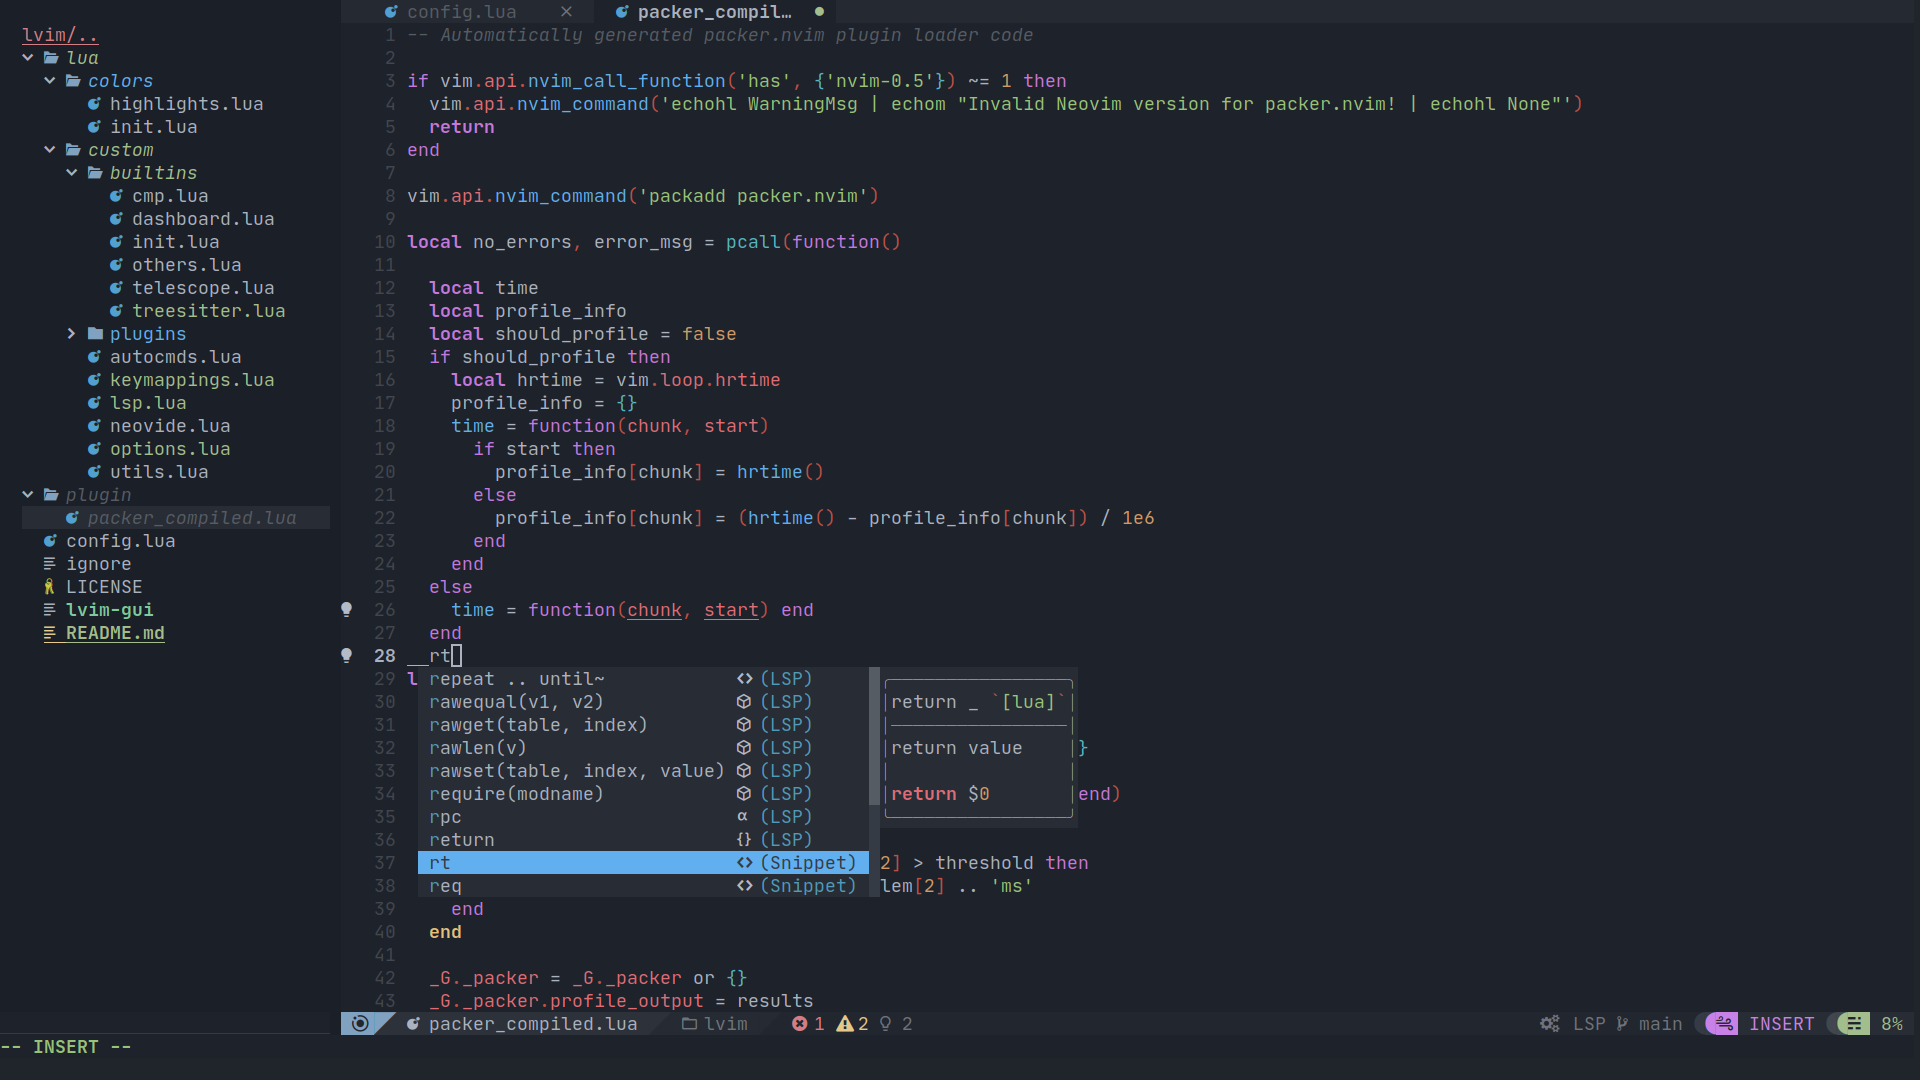 config.lua
packer_compil…
lvim/..
lua
colors
highlights.lua
init.lua
custom
builtins
cmp.lua
dashboard.lua
init.lua
others.lua
telescope.lua
treesitter.lua
plugins
autocmds.lua
keymappings.lua
lsp.lua
neovide.lua
options.lua
utils.lua
plugin
packer_compiled.lua
config.lua
ignore
LICENSE
lvim-gui
README.md
1 -- Automatically generated packer.nvim plugin loader code
2
3 if vim.api.nvim_call_function('has', {'nvim-0.5'}) ~= 1 then
4 vim.api.nvim_command('echohl WarningMsg | echom "Invalid Neovim version for packer.nvim! | echohl None"')
5 return
6 end
7
8 vim.api.nvim_command('packadd packer.nvim')
9
10 local no_errors, error_msg = pcall(function()
11
12 local time
13 local profile_info
14 local should_profile = false
15 if should_profile then
16 local hrtime = vim.loop.hrtime
17 profile_info = {}
18 time = function(chunk, start)
19 if start then
20 profile_info[chunk] = hrtime()
21 else
22 profile_info[chunk] = (hrtime() - profile_info[chunk]) / 1e6
23 end
24 end
25 else
26 time = function(chunk, start) end
27 end
28 rt
29 l repeat .. until~ (LSP)
30 rawequal(v1, v2) (LSP) return _ `[lua]`
31 rawget(table, index) (LSP)
32 rawlen(v) (LSP) return value }
33 rawset(table, index, value) (LSP)
34 require(modname) (LSP) return $0 end)
35 rpc α (LSP)
36 return {} (LSP)
37 rt <> (Snippet) 2] > threshold then
38 req <> (Snippet) lem[2] .. 'ms'
39 end
40 end
41
42 _G._packer = _G._packer or {}
43 _G._packer.profile_output = results
packer_compiled.lua lvim 1 2 2 LSP main INSERT 8%
-- INSERT --